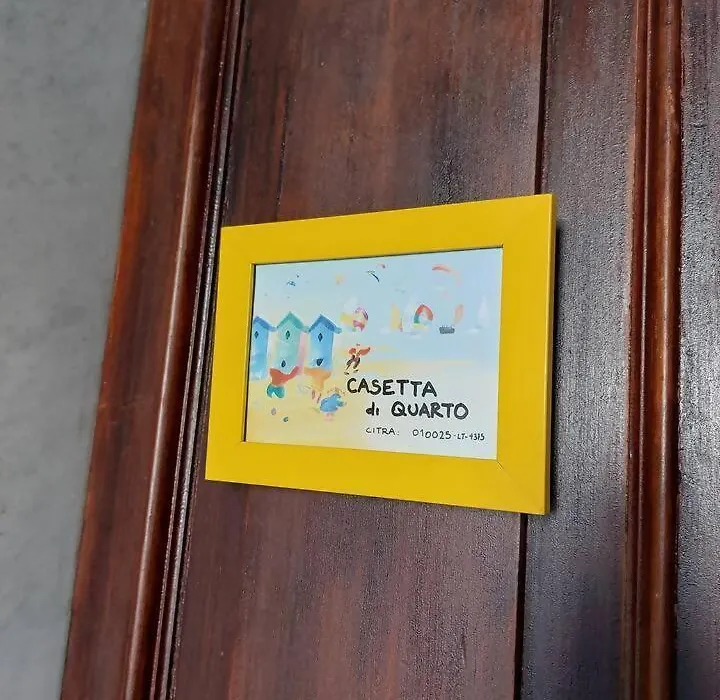 CASETTA
di QUARTO
CITRA: 010025-LT-1315